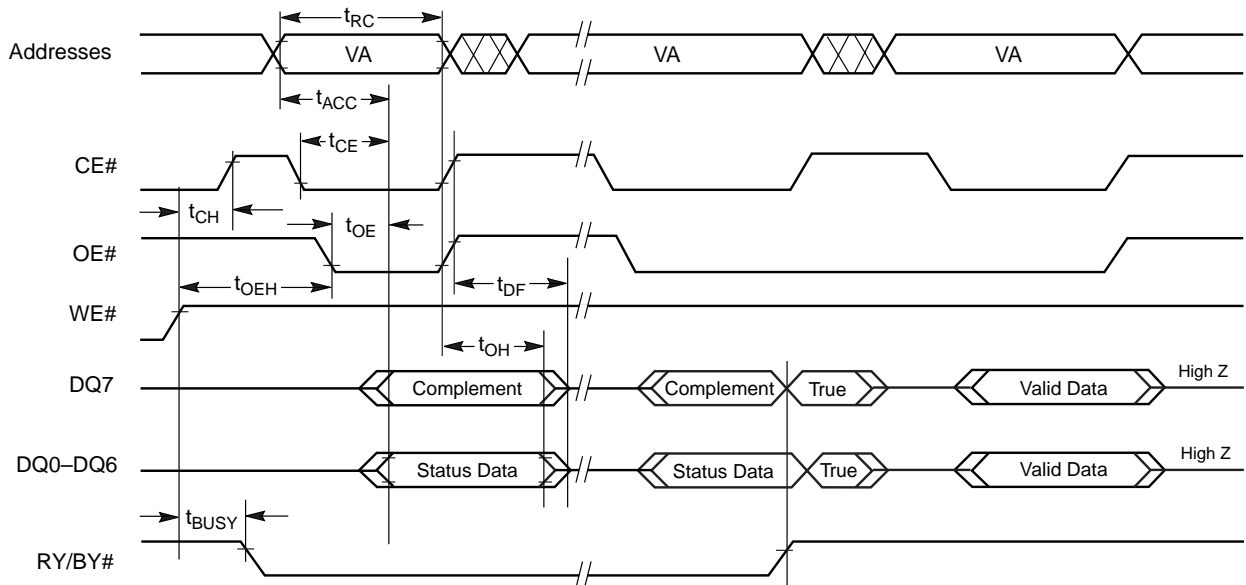 tRC
Addresses VA VA VA
tACC
tCE
CE#
tCH tOE
OE#
tOEH tDF
WE#
tOH
DQ7 Complement Complement True Valid Data High Z
DQ0–DQ6 Status Data Status Data True Valid Data High Z
tBUSY
RY/BY#